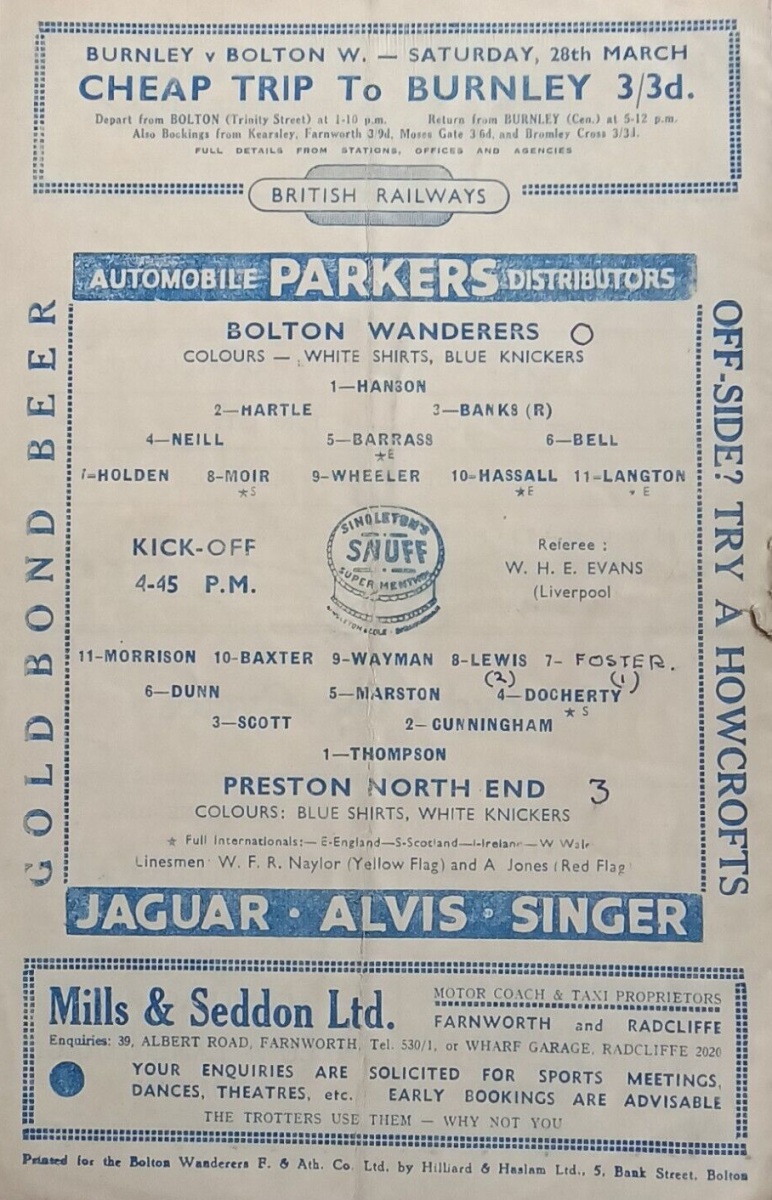 BURNLEY v BOLTON W. — SATURDAY, 28th MARCH
CHEAP TRIP To BURNLEY 3/3d.
Depart from BOLTON (Trinity Street) at 1-10 p.m. Return from BURNLEY (Cen.) at 5-12 p.m.
Also Bookings from Kearsley, Farnworth 3/9d, Moses Gate 3 6d, and Bromley Cross 3/3d.
FULL DETAILS FROM STATIONS, OFFICES AND AGENCIES
BRITISH RAILWAYS
AUTOMOBILE PARKERS DISTRIBUTORS
GOLD BOND BEER
OFF-SIDE? TRY A HOWCROFTS
BOLTON WANDERERS 0
COLOURS — WHITE SHIRTS, BLUE KNICKERS
1—HANSON
2—HARTLE 3—BANKS (R)
4—NEILL 5—BARRASS 6—BELL
★E
7—HOLDEN 8—MOIR 9—WHEELER 10—HASSALL 11—LANGTON
★S ★E ★E
KICK-OFF
4-45 P.M.
SINGLETON'S
SNUFF
SUPER MENTHOL
SINGLETON & COLE
Referee :
W. H. E. EVANS
(Liverpool
11—MORRISON 10—BAXTER 9—WAYMAN 8—LEWIS 7- FOSTER.
(2) (1)
6—DUNN 5—MARSTON 4—DOCHERTY
★ S
3—SCOTT 2—CUNNINGHAM
1—THOMPSON
PRESTON NORTH END 3
COLOURS: BLUE SHIRTS, WHITE KNICKERS
★ Full Internationals:— E-England—S-Scotland—I-Ireland—W Wale
Linesmen W. F. R. Naylor (Yellow Flag) and A Jones (Red Flag
JAGUAR · ALVIS · SINGER
Mills & Seddon Ltd. MOTOR COACH & TAXI PROPRIETORS
FARNWORTH and RADCLIFFE
Enquiries: 39, ALBERT ROAD, FARNWORTH, Tel. 530/1, or WHARF GARAGE, RADCLIFFE 2020
YOUR ENQUIRIES ARE SOLICITED FOR SPORTS MEETINGS,
DANCES, THEATRES, etc. EARLY BOOKINGS ARE ADVISABLE
THE TROTTERS USE THEM — WHY NOT YOU
Printed for the Bolton Wanderers F. & Ath. Co. Ltd. by Hilliard & Haslam Ltd., 5, Bank Street, Bolton